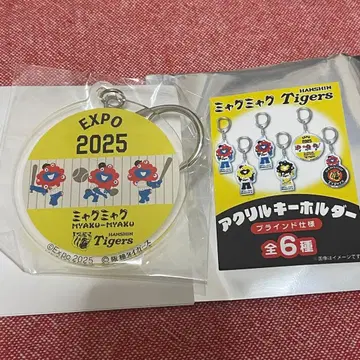 EXPO
2025
ミャクミャク
MYAKU-MYAKU
HANSHIN
Tigers
©Expo 2025 © 阪神タイガース
HANSHIN
ミャクミャク Tigers
アクリルキーホルダー
ブラインド仕様
全6種